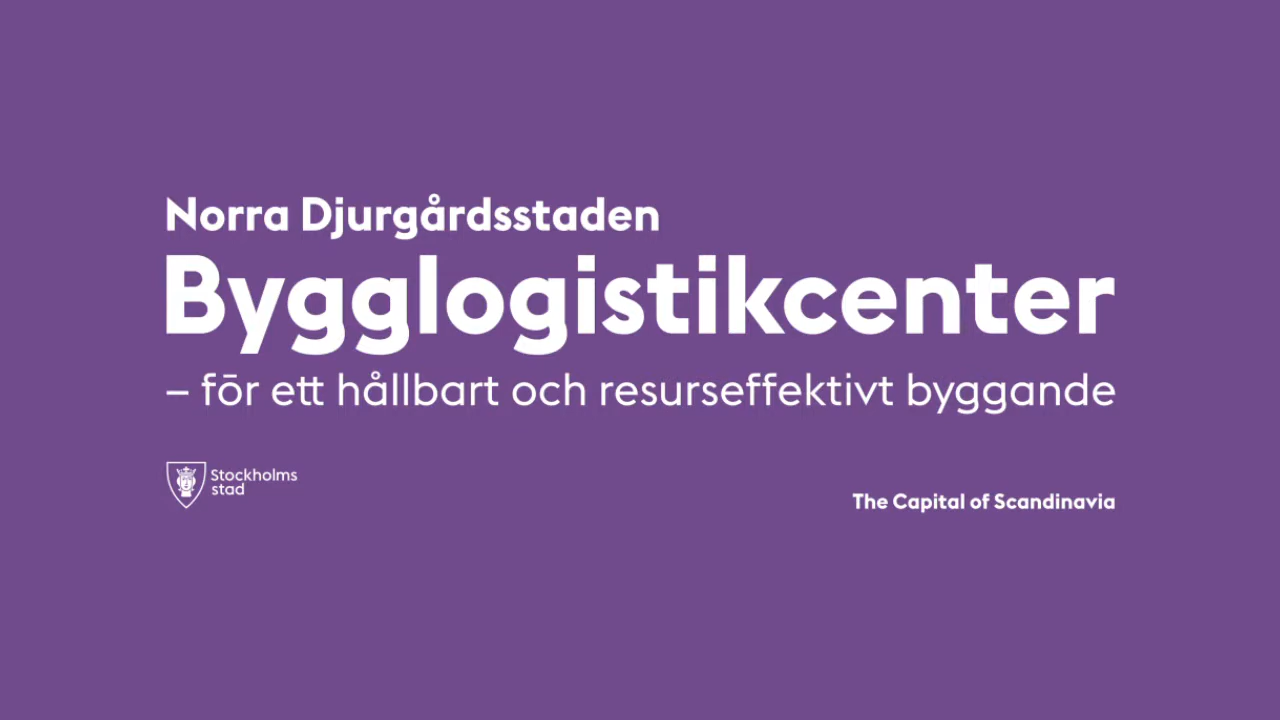 Norra Djurgårdsstaden
Bygglogistikcenter
– för ett hållbart och resurseffektivt byggande
Stockholms
stad
The Capital of Scandinavia